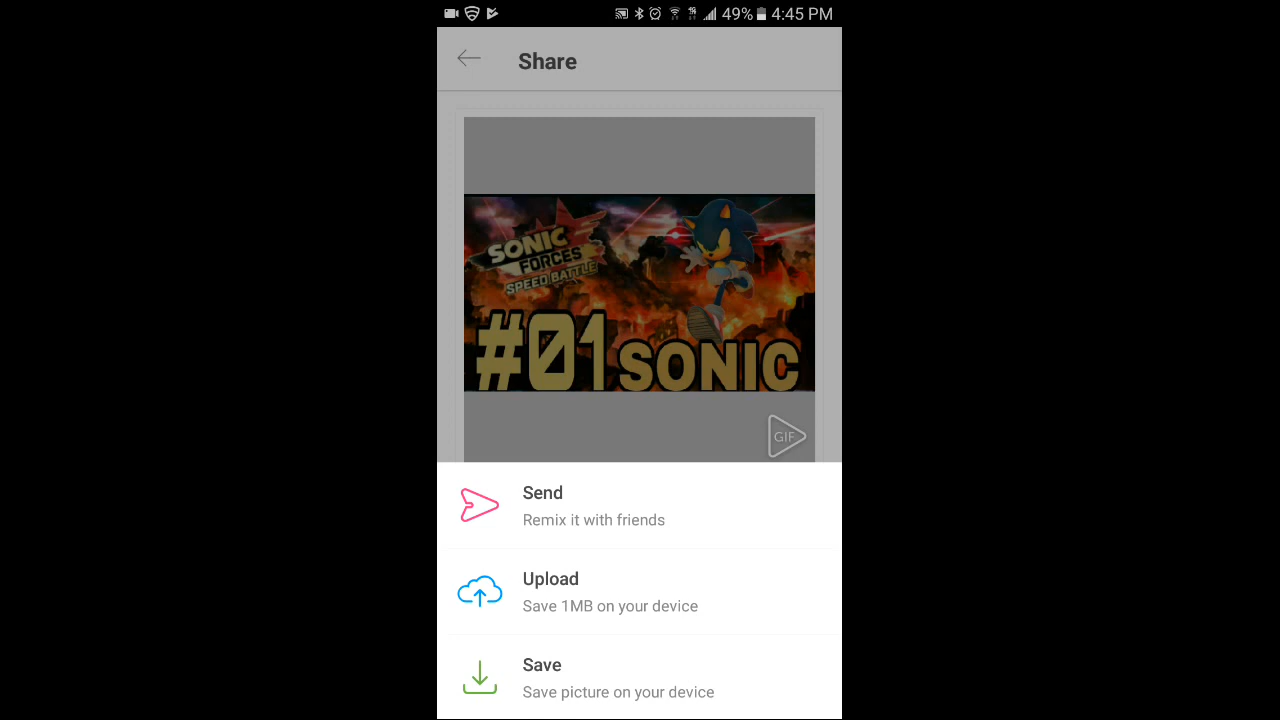 49% 4:45 PM
Share
SONIC
FORCES
SPEED BATTLE
#01 SONIC
GIF
Send
Remix it with friends
Upload
Save 1MB on your device
Save
Save picture on your device